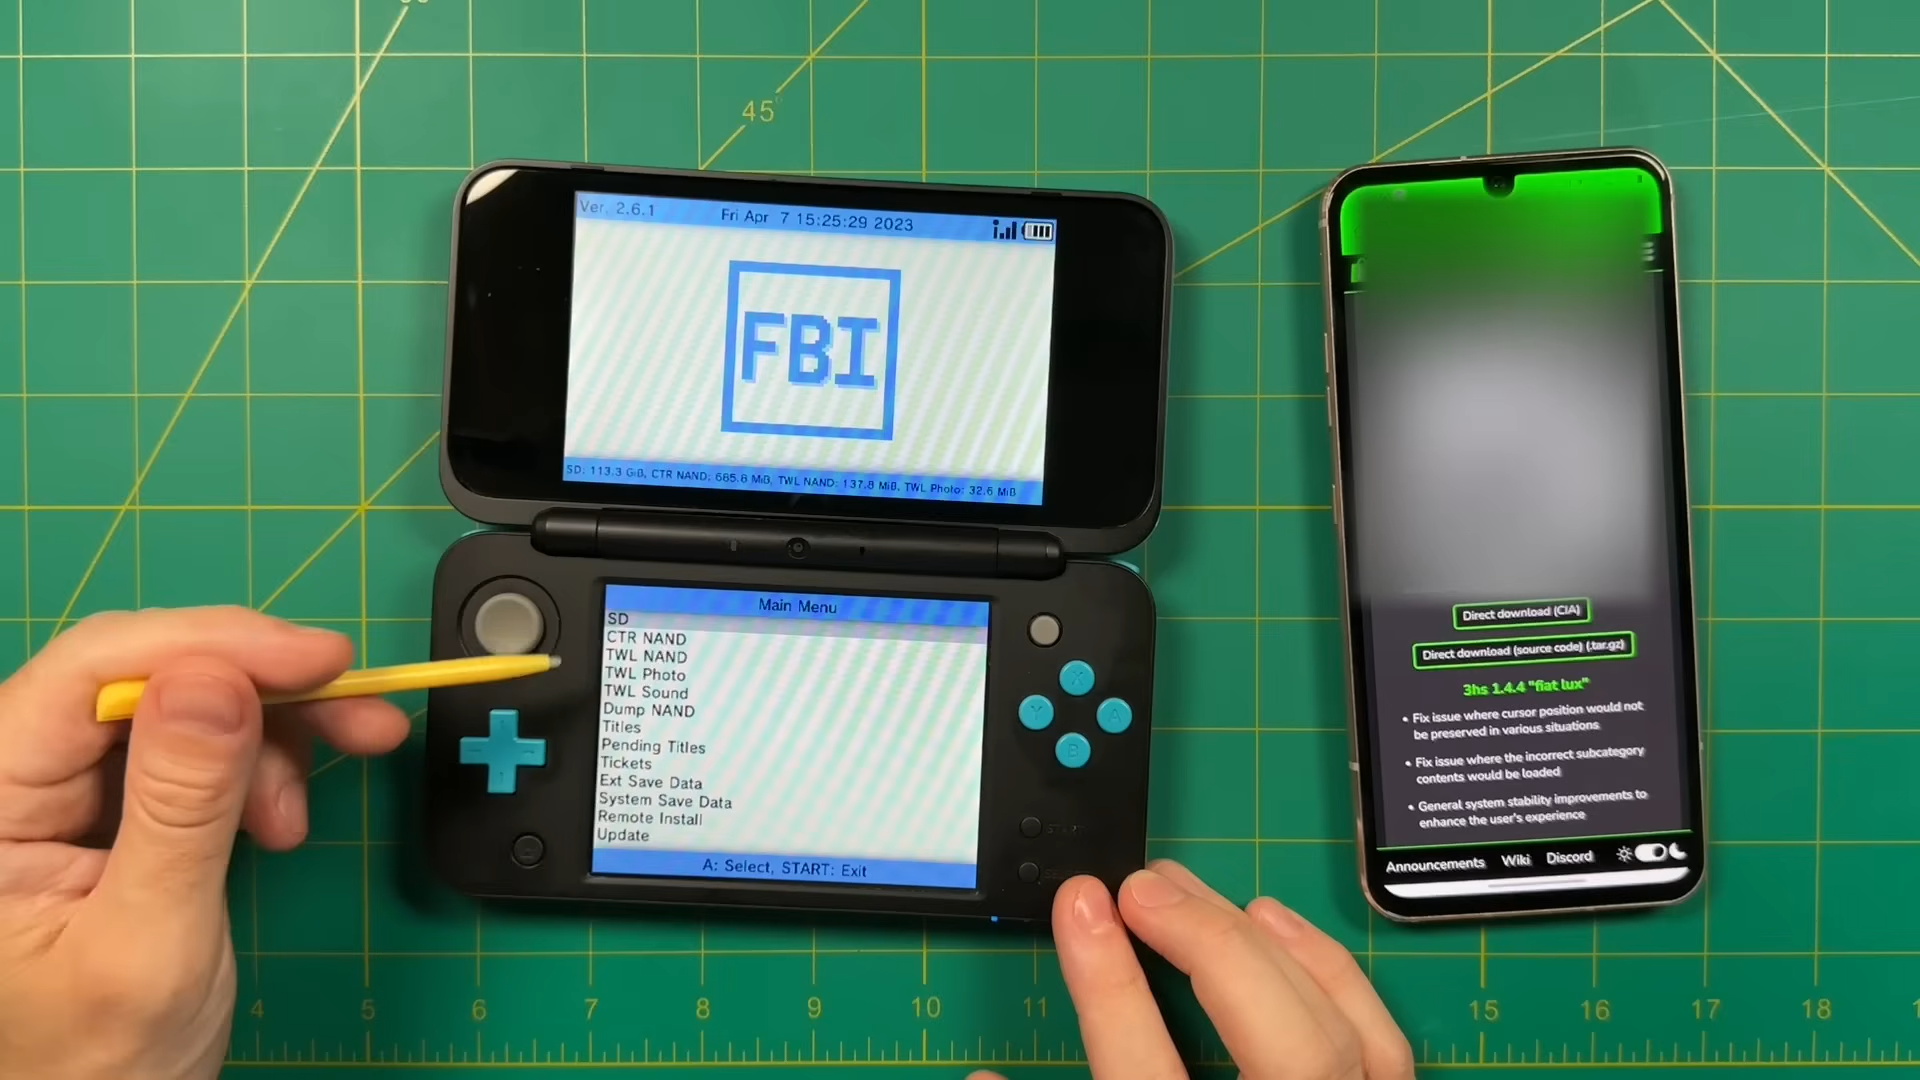 45°
Ver. 2.6.1
Fri Apr 7 15:25:29 2023
FBI
SD: 113.3 GiB, CTR NAND: 665.8 MiB, TWL NAND: 137.8 MiB, TWL Photo: 32.6 MiB
Main Menu
SD
CTR NAND
TWL NAND
TWL Photo
TWL Sound
Dump NAND
Titles
Pending Titles
Tickets
Ext Save Data
System Save Data
Remote Install
Update
A: Select, START: Exit
X
Y
A
B
START
Direct download (CIA)
Direct download (source code) (.tar.gz)
3hs 1.4.4 "fiat lux"
• Fix issue where cursor position would not
be preserved in various situations
• Fix issue where the incorrect subcategory
contents would be loaded
• General system stability improvements to
enhance the user's experience
Announcements Wiki Discord
4 5 6 7 8 9 10 11 15 16 17 18